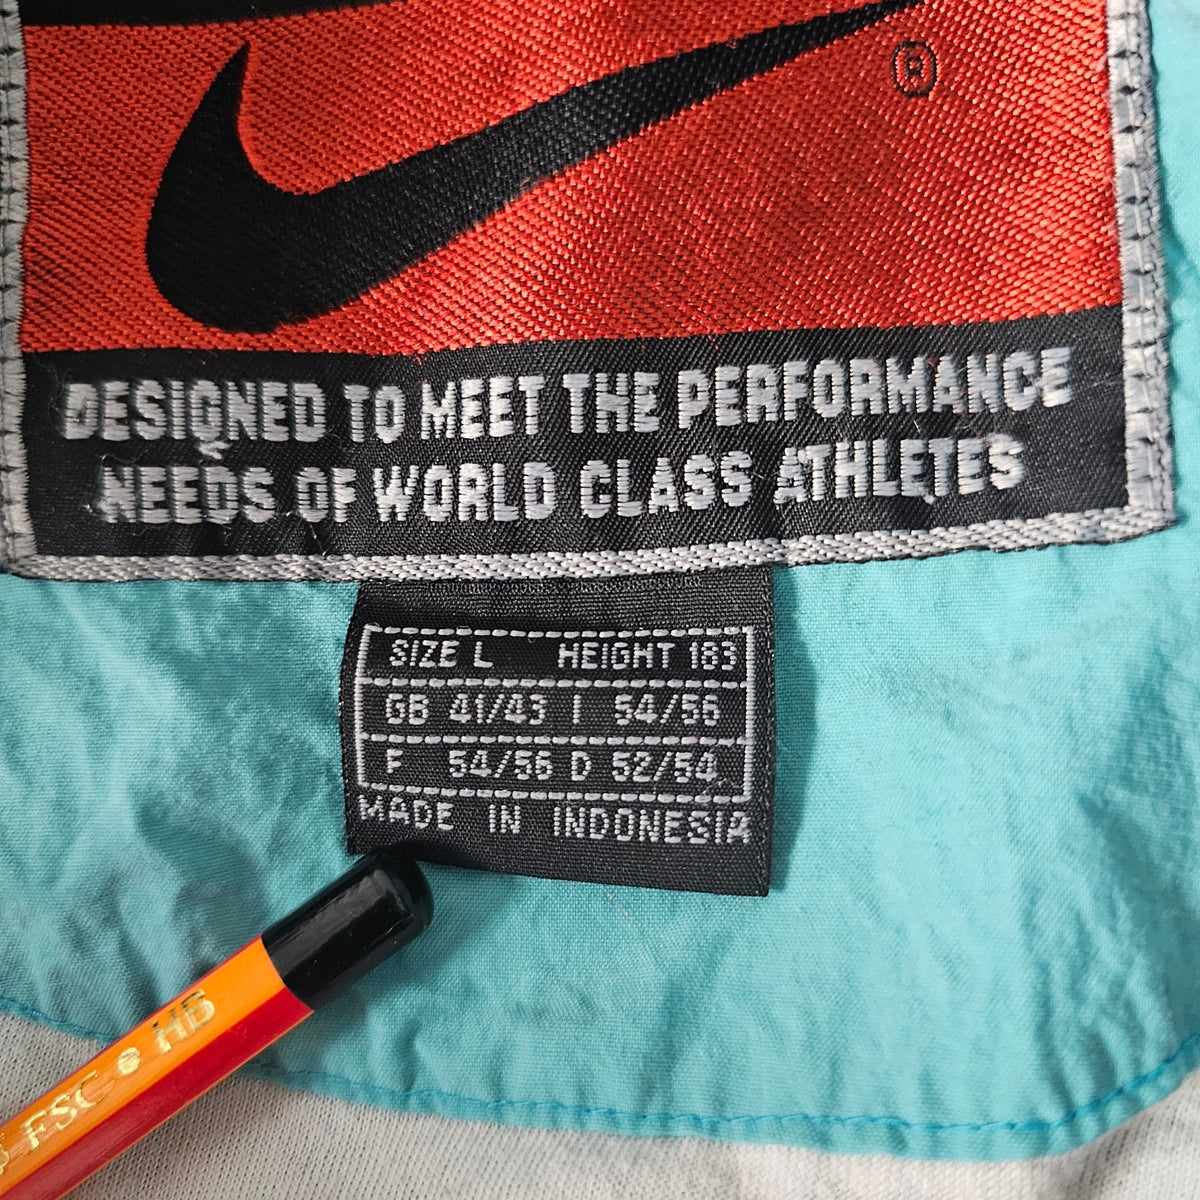 ®
DESIGNED TO MEET THE PERFORMANCE
NEEDS OF WORLD CLASS ATHLETES
SIZE L HEIGHT 183
GB 41/43 I 54/56
F 54/56 D 52/54
MADE IN INDONESIA
FSC HB